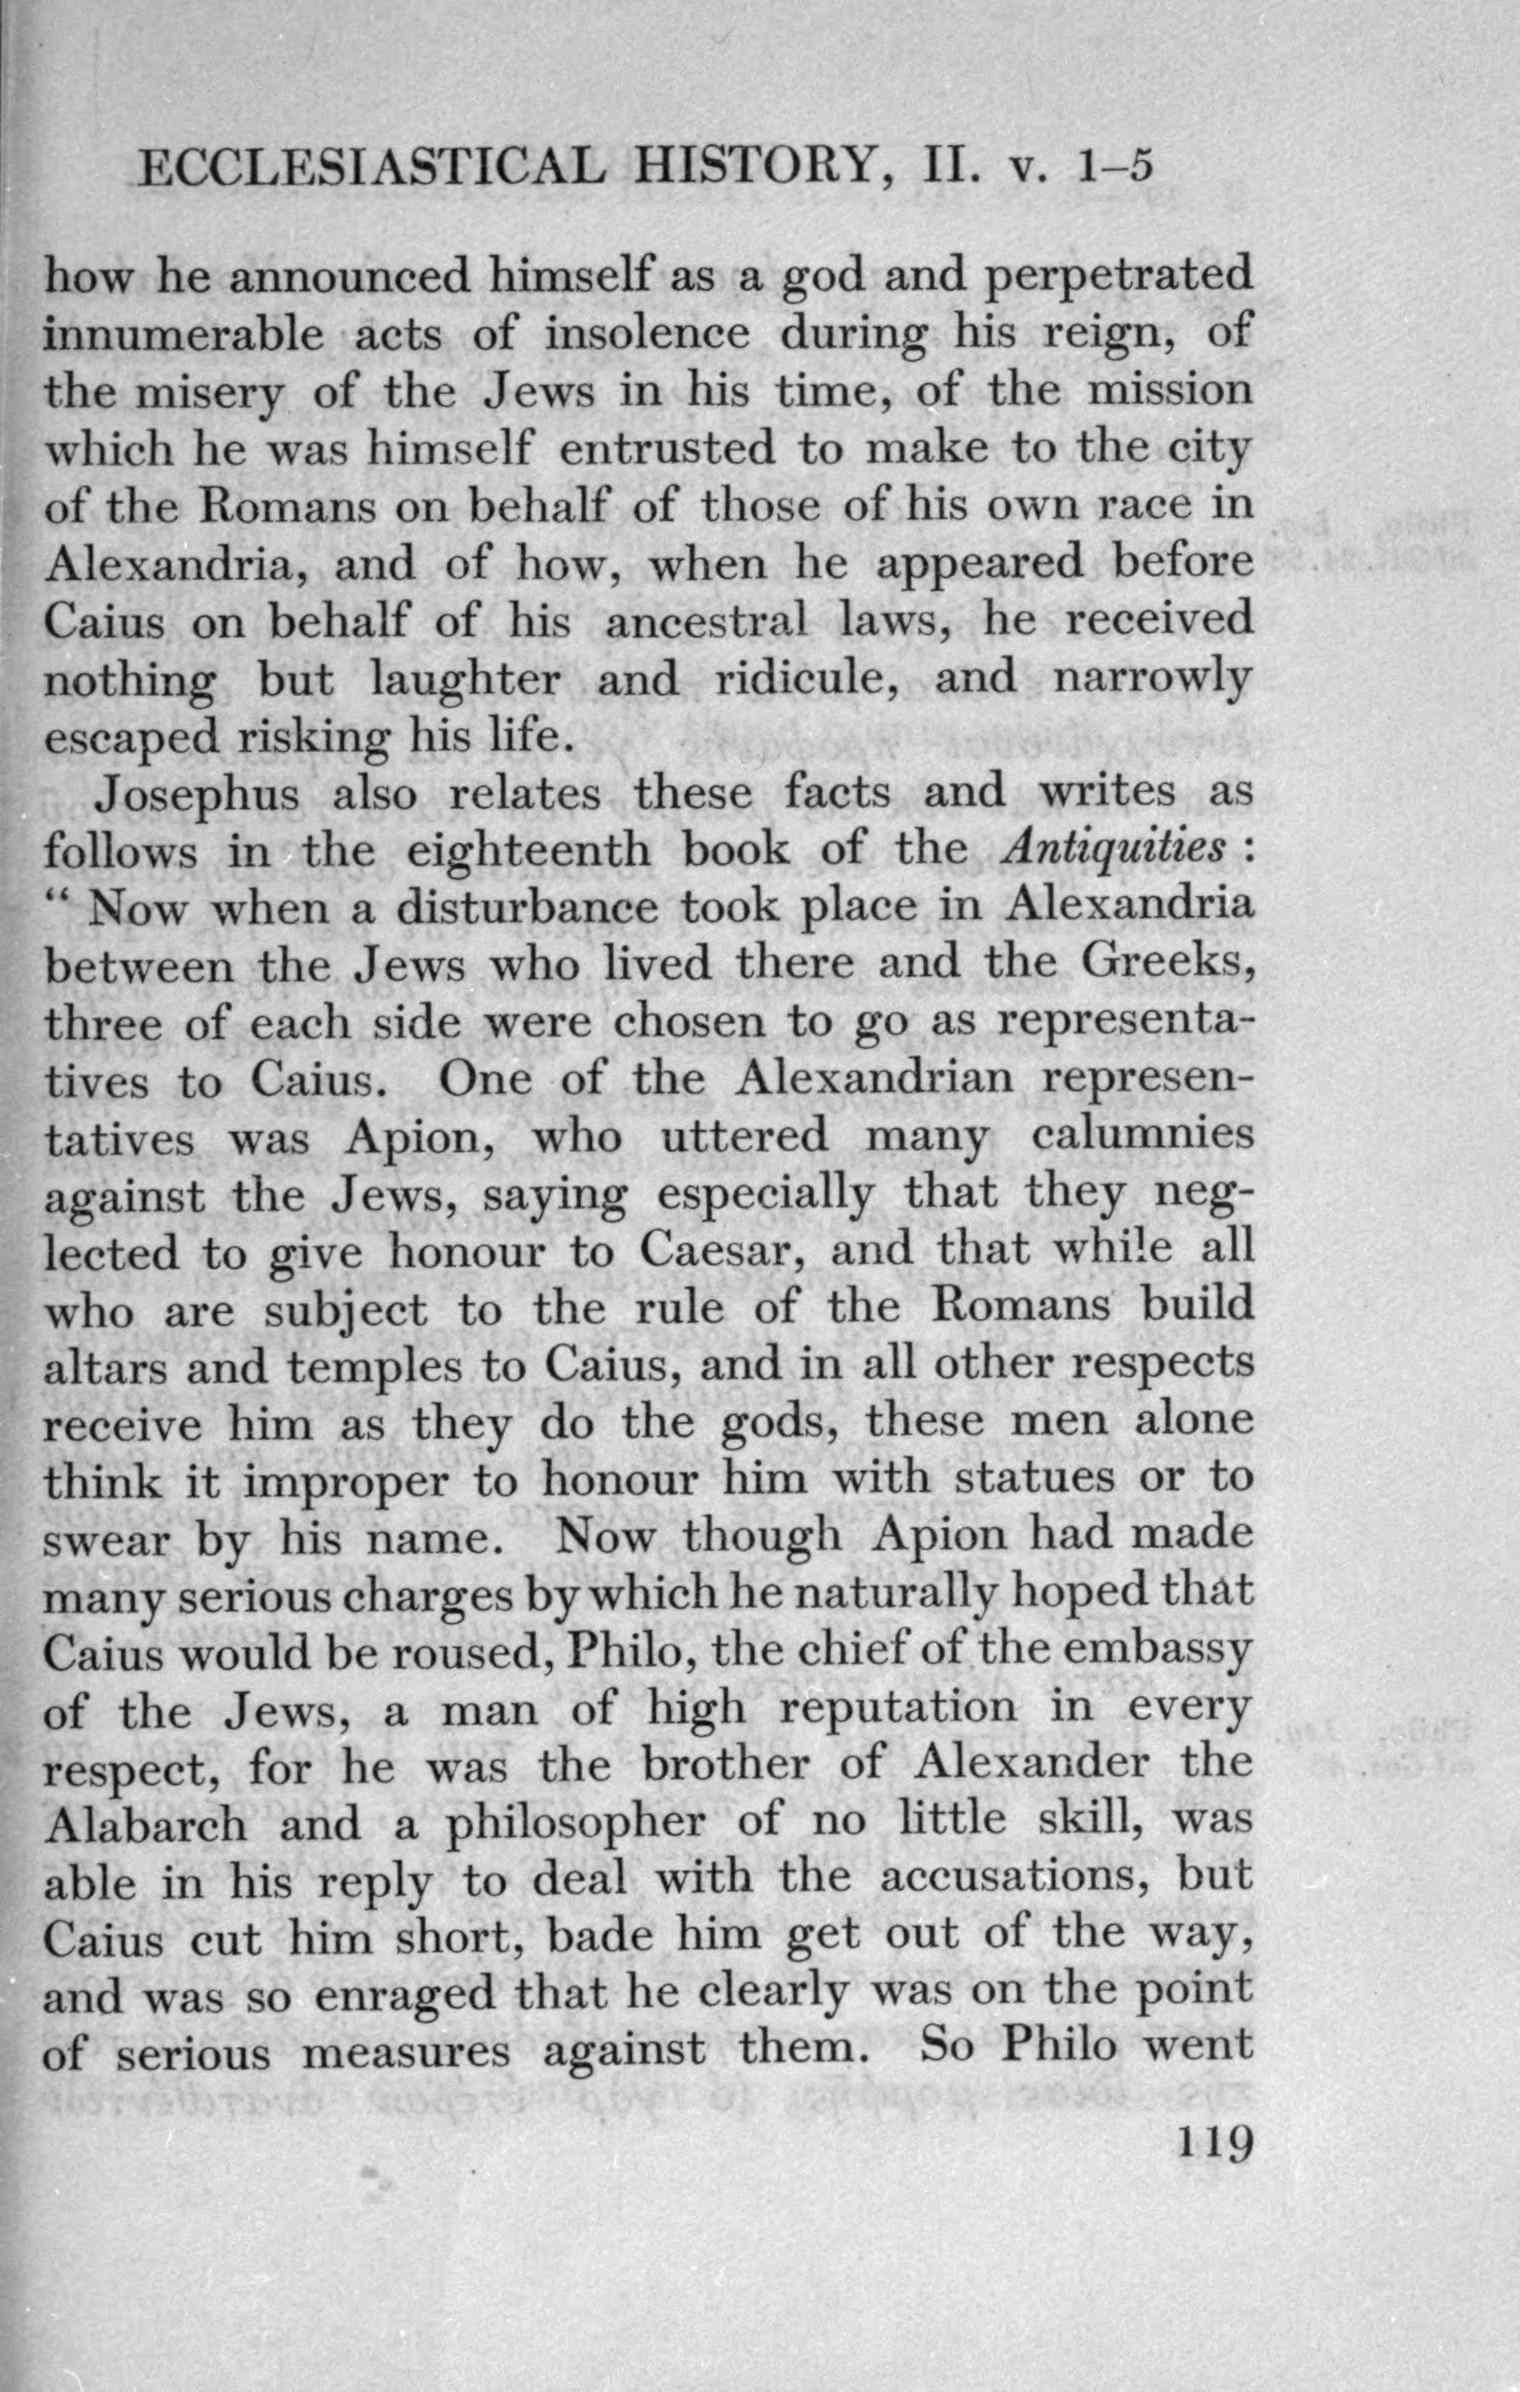 ECCLESIASTICAL HISTORY, II. v. 1–5
how he announced himself as a god and perpetrated
innumerable acts of insolence during his reign, of
the misery of the Jews in his time, of the mission
which he was himself entrusted to make to the city
of the Romans on behalf of those of his own race in
Alexandria, and of how, when he appeared before
Caius on behalf of his ancestral laws, he received
nothing but laughter and ridicule, and narrowly
escaped risking his life.
Josephus also relates these facts and writes as
follows in the eighteenth book of the Antiquities :
“ Now when a disturbance took place in Alexandria
between the Jews who lived there and the Greeks,
three of each side were chosen to go as representa-
tives to Caius. One of the Alexandrian represen-
tatives was Apion, who uttered many calumnies
against the Jews, saying especially that they neg-
lected to give honour to Caesar, and that while all
who are subject to the rule of the Romans build
altars and temples to Caius, and in all other respects
receive him as they do the gods, these men alone
think it improper to honour him with statues or to
swear by his name. Now though Apion had made
many serious charges by which he naturally hoped that
Caius would be roused, Philo, the chief of the embassy
of the Jews, a man of high reputation in every
respect, for he was the brother of Alexander the
Alabarch and a philosopher of no little skill, was
able in his reply to deal with the accusations, but
Caius cut him short, bade him get out of the way,
and was so enraged that he clearly was on the point
of serious measures against them. So Philo went
119